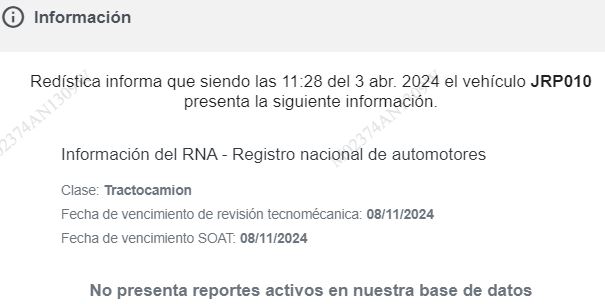 Información
Redística informa que siendo las 11:28 del 3 abr. 2024 el vehículo JRP010
presenta la siguiente información.
Información del RNA - Registro nacional de automotores
Clase: Tractocamion
Fecha de vencimiento de revisión tecnomécanica: 08/11/2024
Fecha de vencimiento SOAT: 08/11/2024
No presenta reportes activos en nuestra base de datos